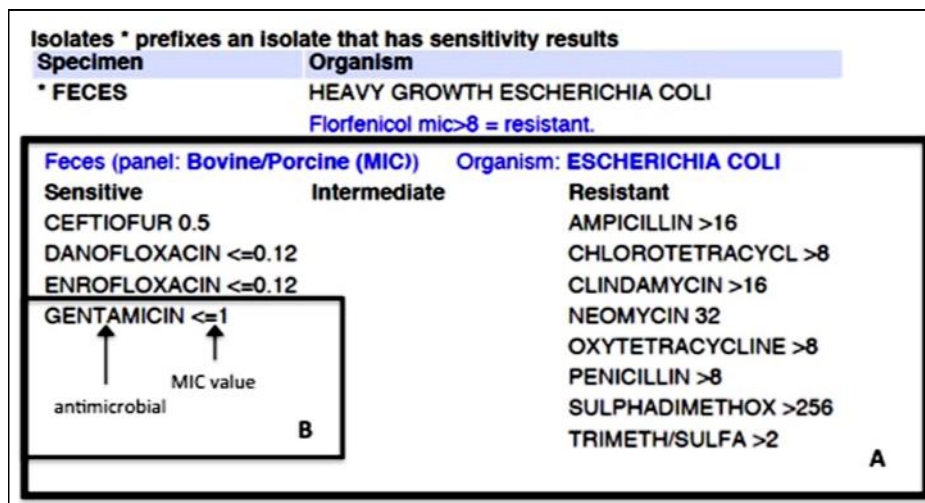 Isolates * prefixes an isolate that has sensitivity results
Specimen Organism
* FECES HEAVY GROWTH ESCHERICHIA COLI
Florfenicol mic>8 = resistant.
Feces (panel: Bovine/Porcine (MIC)) Organism: ESCHERICHIA COLI
Sensitive Intermediate Resistant
CEFTIOFUR 0.5 AMPICILLIN >16
DANOFLOXACIN <=0.12 CHLOROTETRACYCL >8
ENROFLOXACIN <=0.12 CLINDAMYCIN >16
GENTAMICIN <=1 NEOMYCIN 32
OXYTETRACYCLINE >8
MIC value PENICILLIN >8
antimicrobial SULPHADIMETHOX >256
B TRIMETH/SULFA >2
A